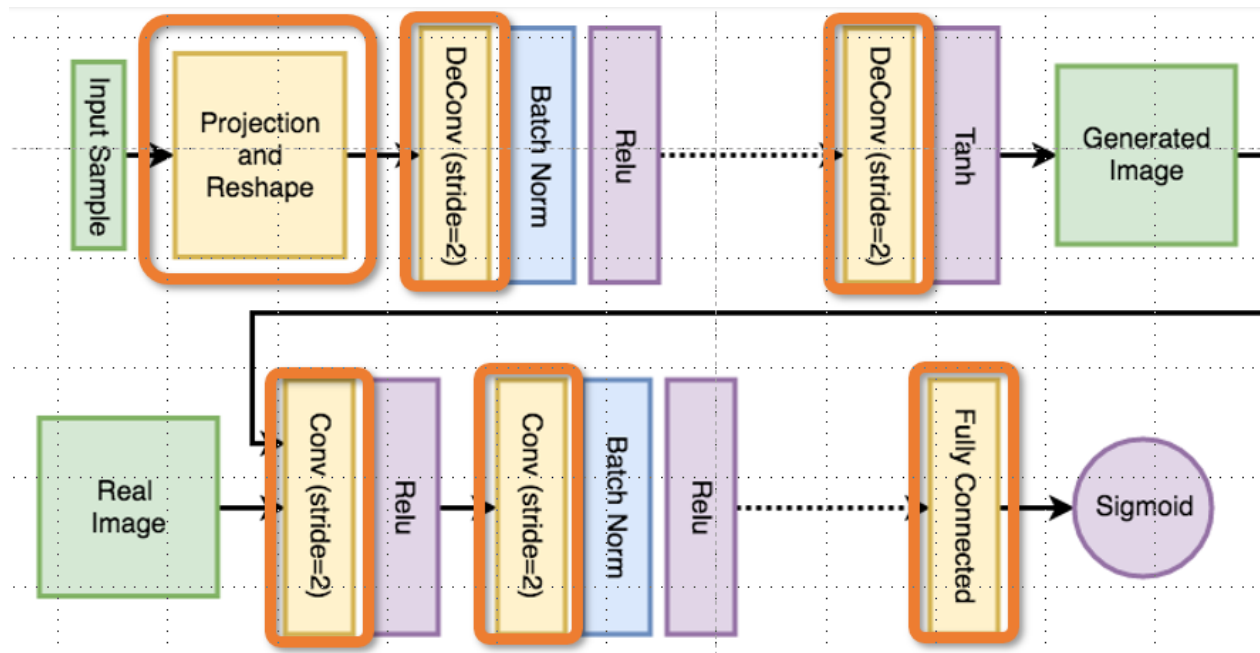 Input Sample
Projection
and
Reshape
DeConv (stride=2)
Batch Norm
Relu
DeConv (stride=2)
Tanh
Generated
Image
Real
Image
Conv (stride=2)
Relu
Conv (stride=2)
Batch Norm
Relu
Fully Connected
Sigmoid